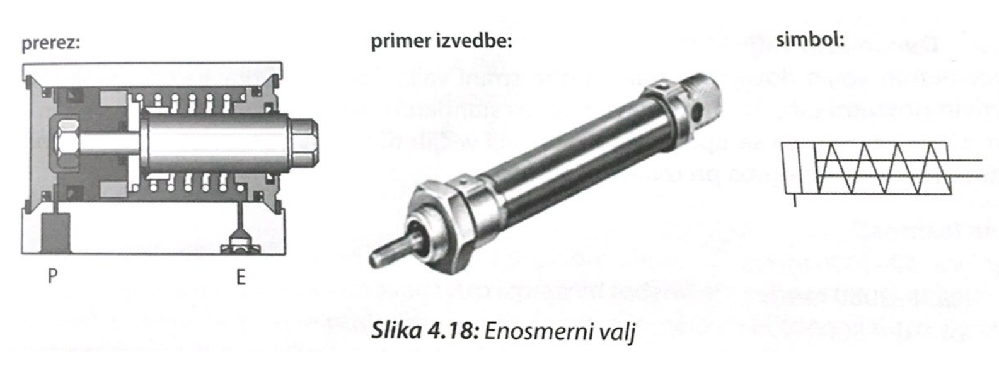 prerez:
primer izvedbe:
simbol:
P
E
Slika 4.18: Enosmerni valj